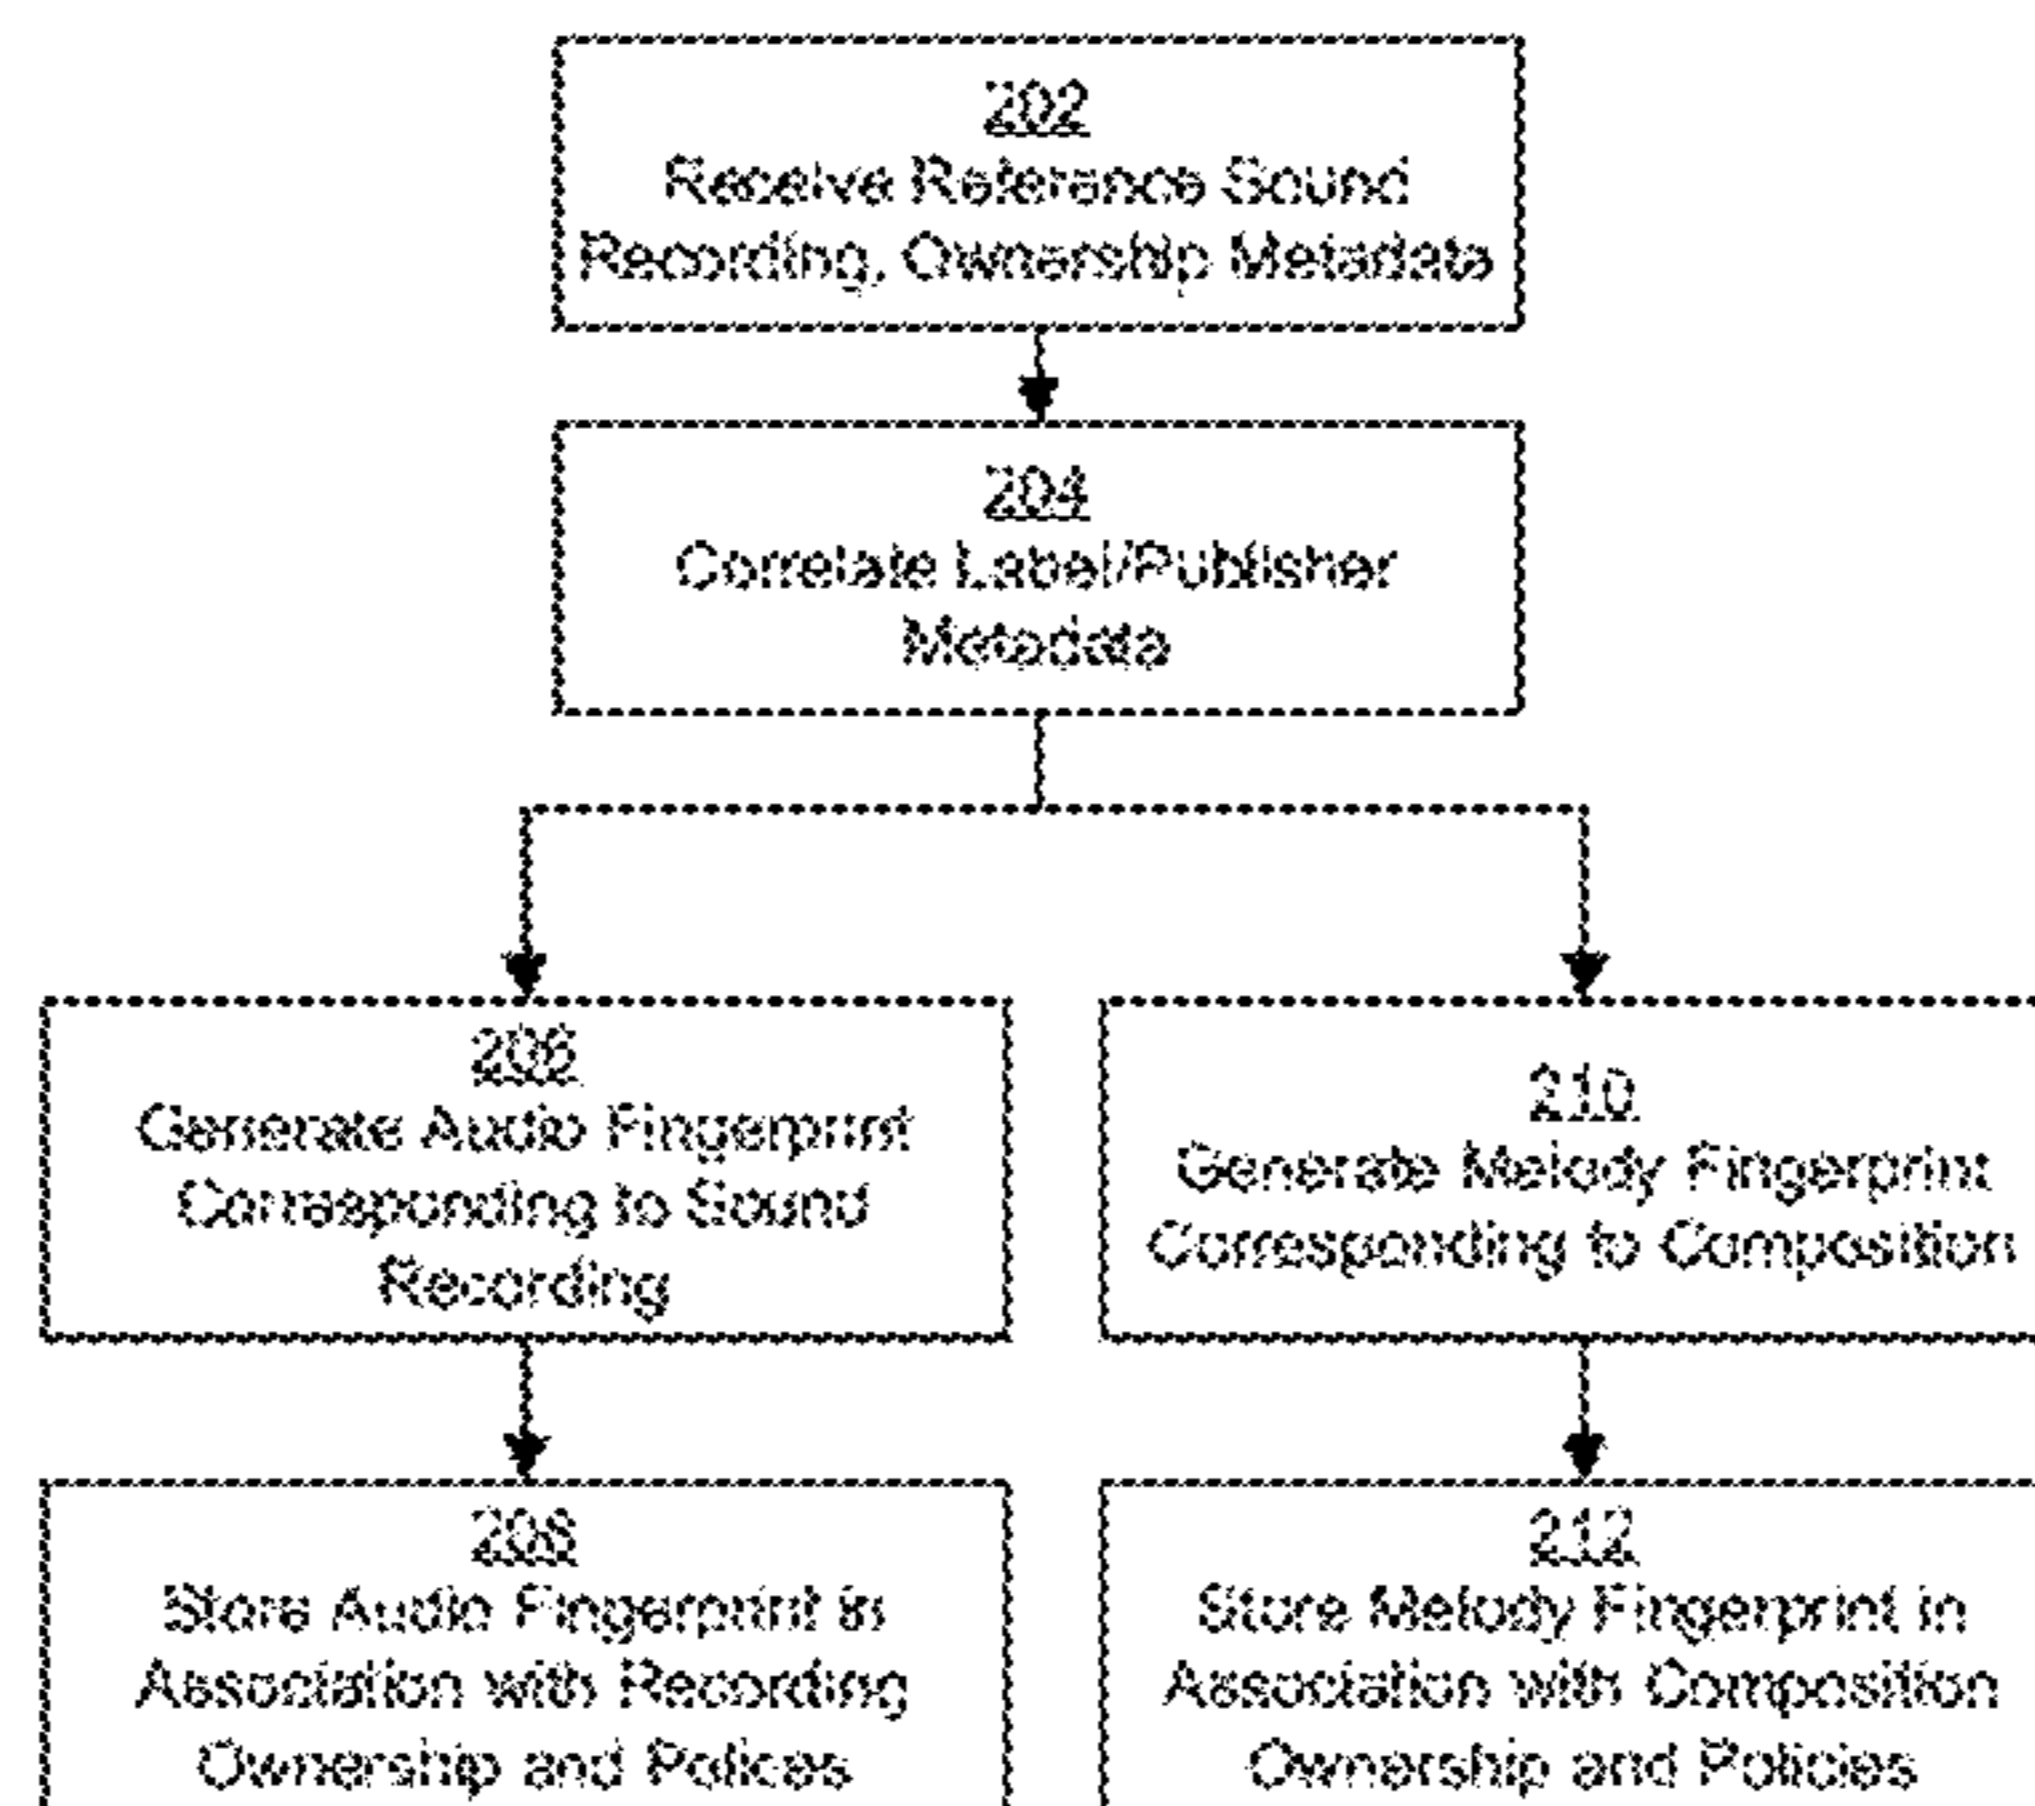 202
Receive Reference Sound
Recording, Ownership Metadata
204
Correlate Label/Publisher
Metadata
206
Generate Audio Fingerprint
Corresponding to Sound
Recording
210
Generate Melody Fingerprint
Corresponding to Composition
208
Store Audio Fingerprint in
Association with Recording
Ownership and Polices
212
Store Melody Fingerprint in
Association with Composition
Ownership and Policies